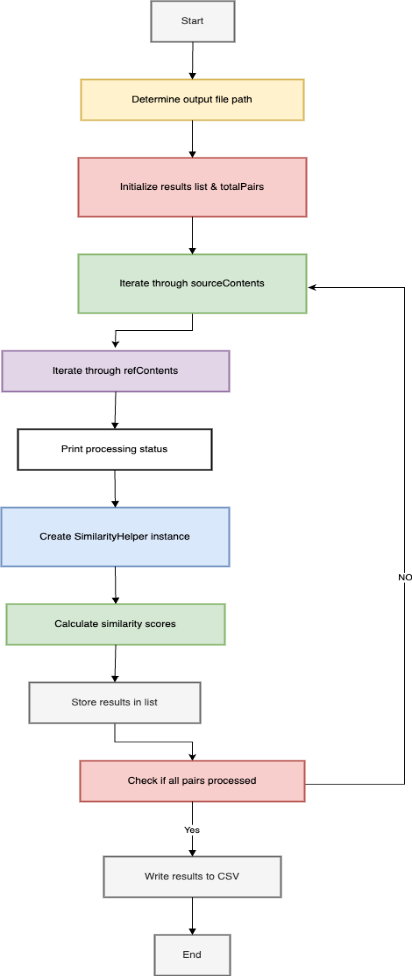 Start
Determine output file path
Initialize results list & totalPairs
Iterate through sourceContents
Iterate through refContents
Print processing status
Create SimilarityHelper instance
Calculate similarity scores
Store results in list
Check if all pairs processed
NO
Yes
Write results to CSV
End